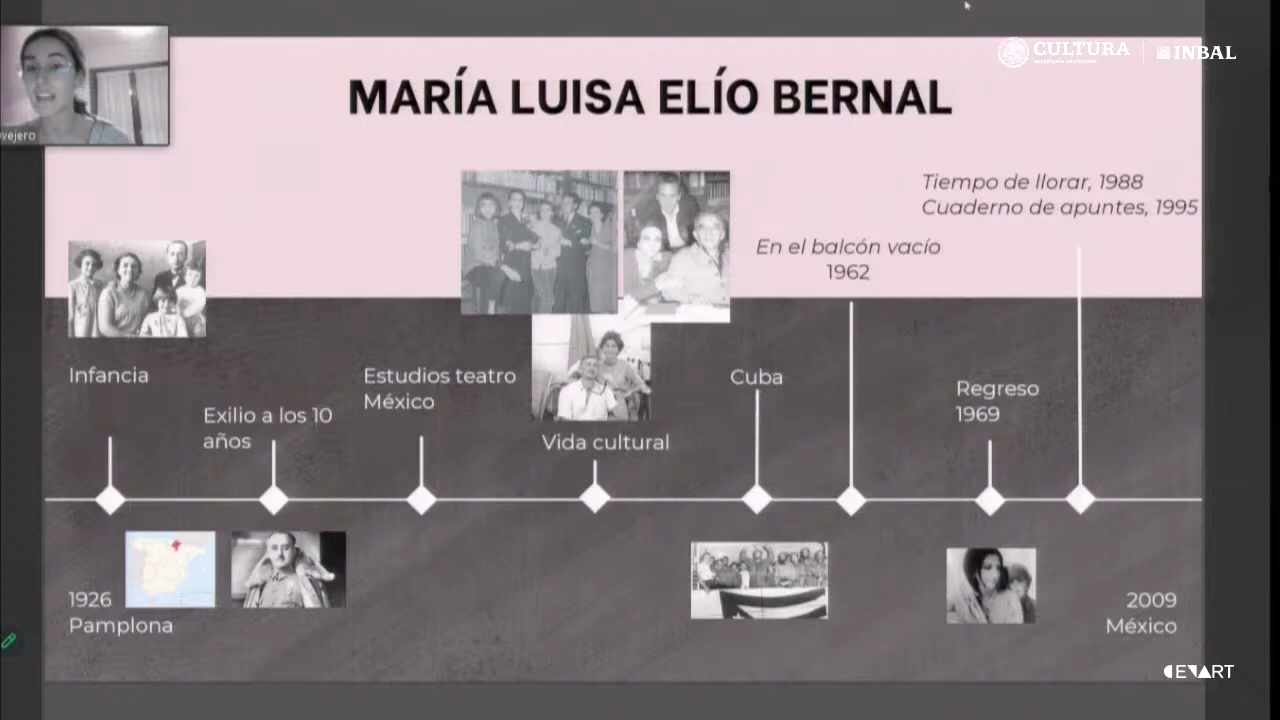 CULTURA
INBAL
vejero
MARÍA LUISA ELÍO BERNAL
Tiempo de llorar, 1988
Cuaderno de apuntes, 1995
En el balcón vacío
1962
Infancia
Exilio a los 10
años
Estudios teatro
México
Vida cultural
Cuba
Regreso
1969
1926
Pamplona
2009
México
CENART